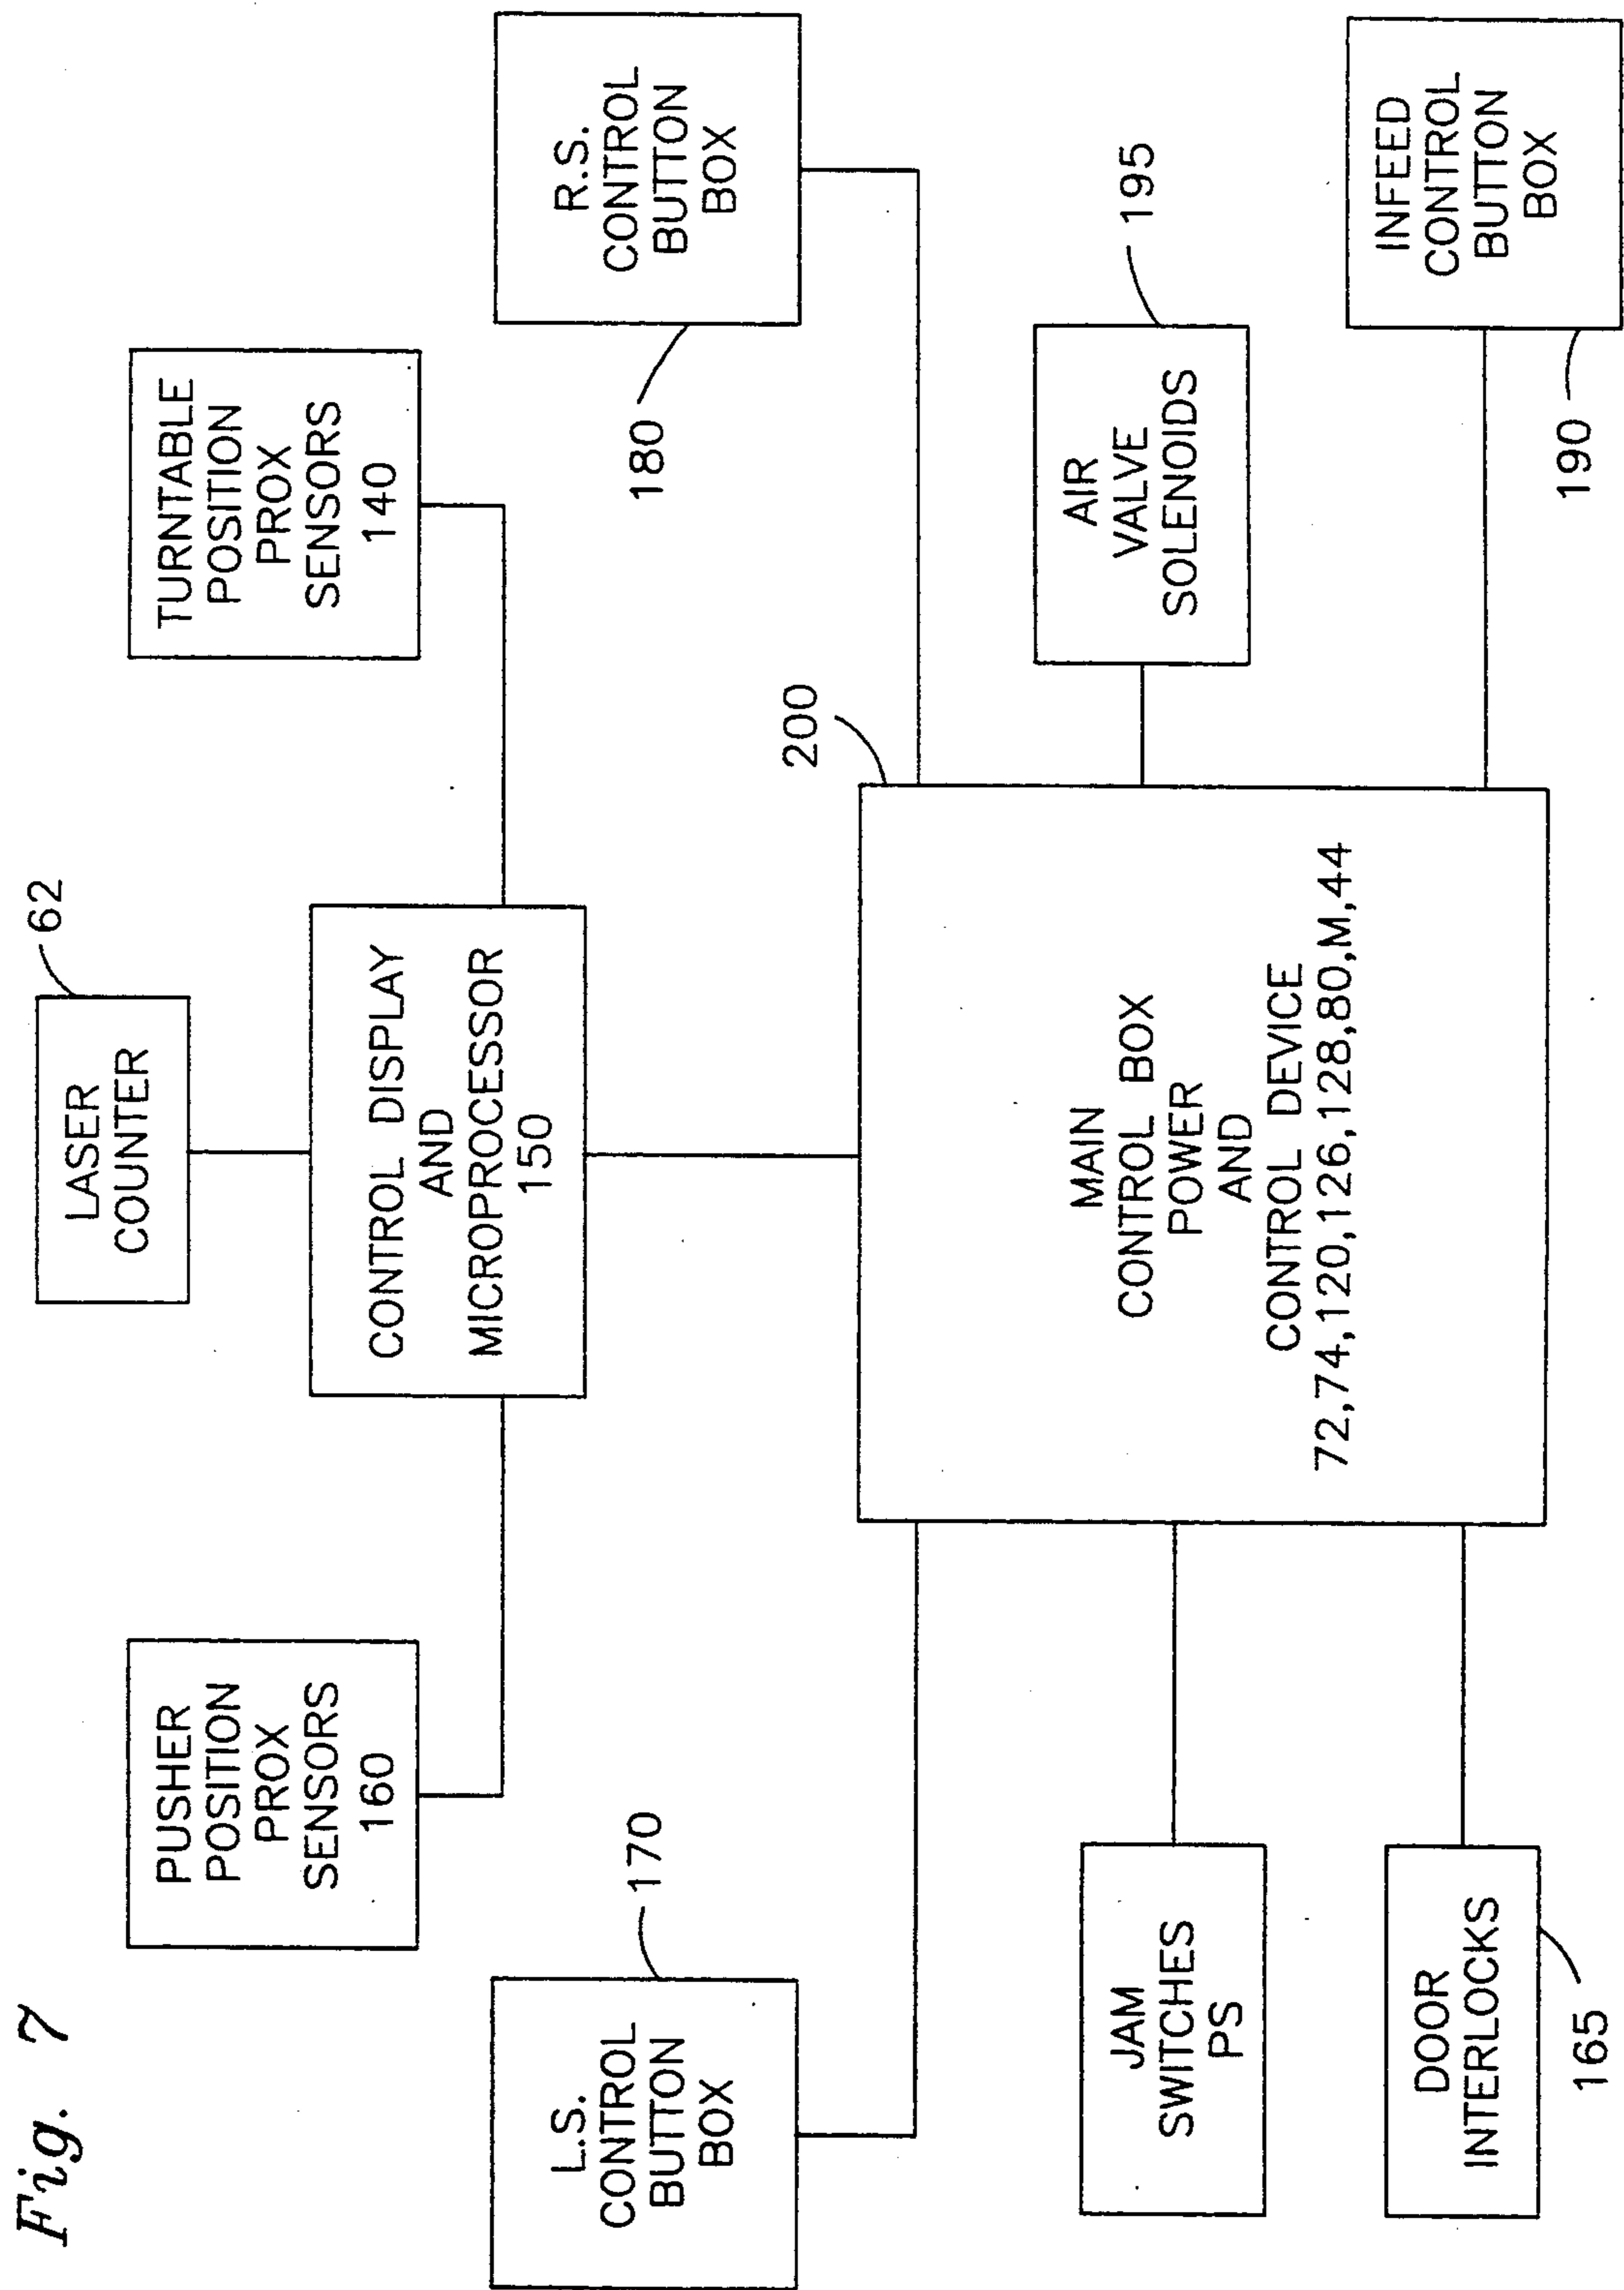 Fig. 7
LASER
COUNTER
62
PUSHER
POSITION
PROX
SENSORS
160
CONTROL DISPLAY
AND
MICROPROCESSOR
150
TURNTABLE
POSITION
PROX
SENSORS
140
L.S.
CONTROL
BUTTON
BOX
170
R.S.
CONTROL
BUTTON
BOX
180
200
MAIN
CONTROL BOX
POWER
AND
CONTROL DEVICE
72,74,120,126,128,80,M,44
JAM
SWITCHES
PS
AIR
VALVE
SOLENOIDS
195
DOOR
INTERLOCKS
165
INFEED
CONTROL
BUTTON
BOX
190